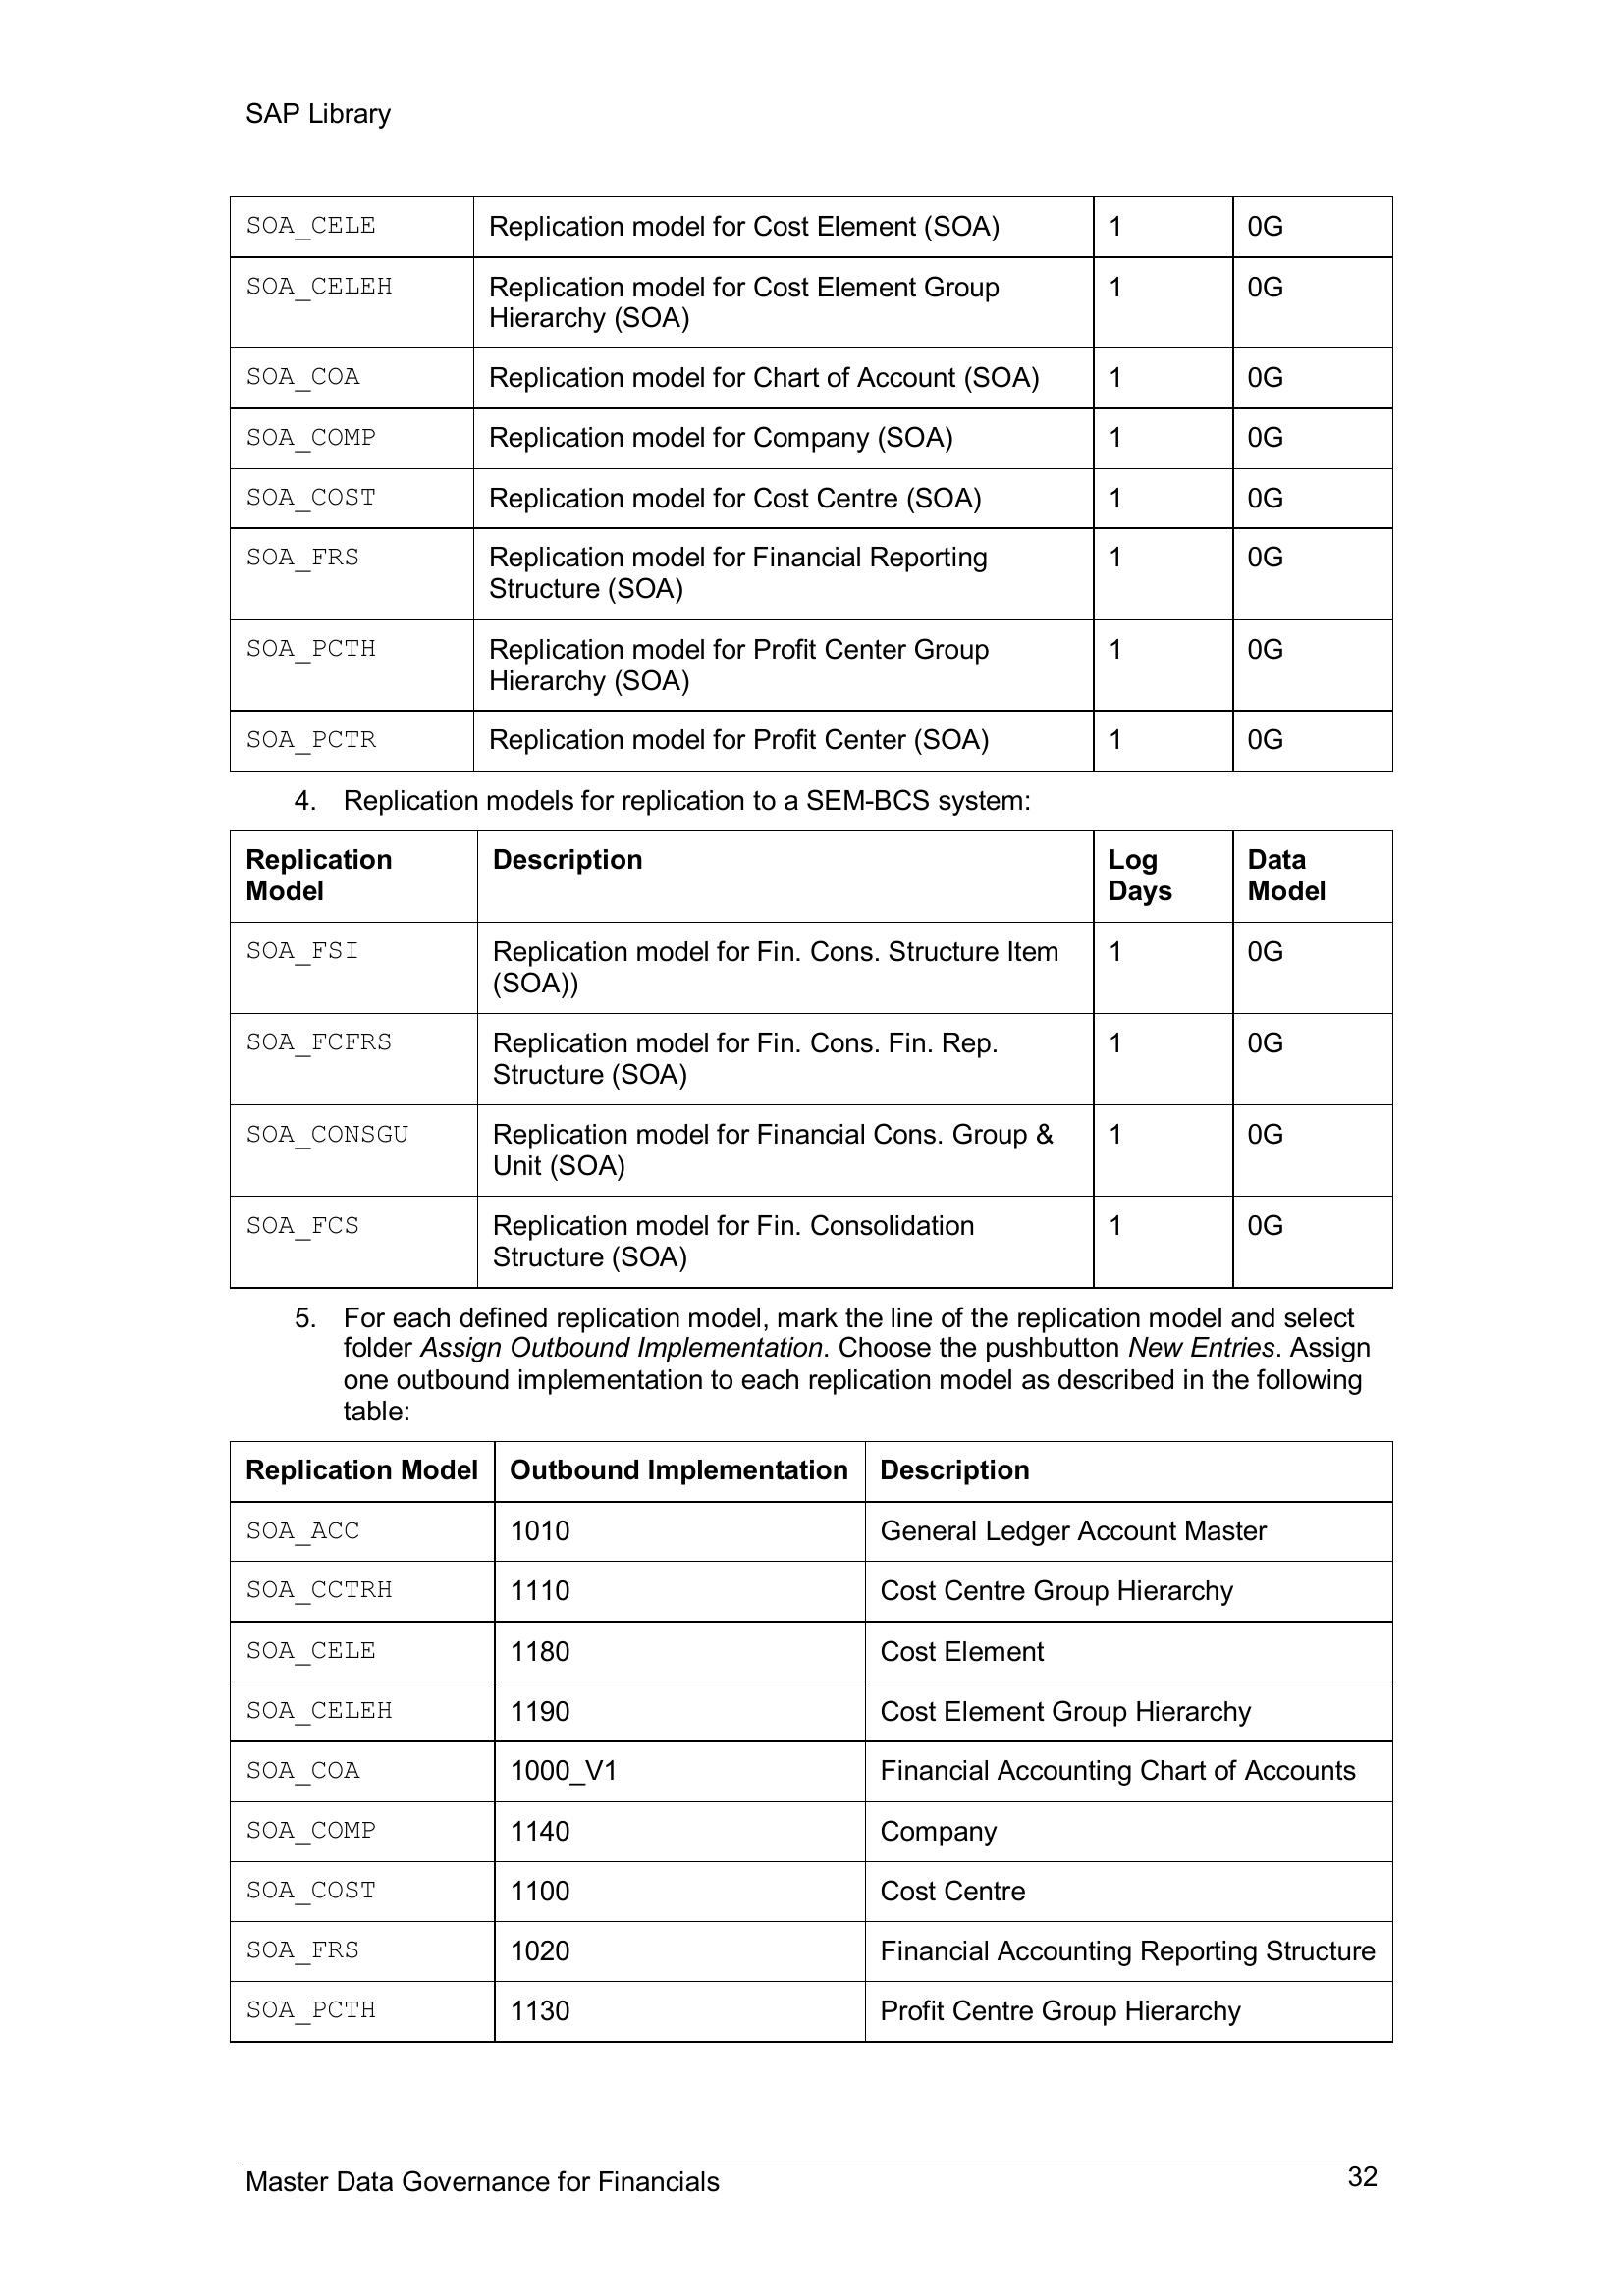 SAP Library
SOA_CELE Replication model for Cost Element (SOA) 1 0G
SOA_CELEH Replication model for Cost Element Group 1 0G
Hierarchy (SOA)
SOA_COA Replication model for Chart of Account (SOA) 1 0G
SOA_COMP Replication model for Company (SOA) 1 0G
SOA_COST Replication model for Cost Centre (SOA) 1 0G
SOA_FRS Replication model for Financial Reporting 1 0G
Structure (SOA)
SOA_PCTH Replication model for Profit Center Group 1 0G
Hierarchy (SOA)
SOA_PCTR Replication model for Profit Center (SOA) 1 0G
4. Replication models for replication to a SEM-BCS system:
Replication Description Log Data
Model Days Model
SOA_FSI Replication model for Fin. Cons. Structure Item 1 0G
(SOA))
SOA_FCFRS Replication model for Fin. Cons. Fin. Rep. 1 0G
Structure (SOA)
SOA_CONSGU Replication model for Financial Cons. Group & 1 0G
Unit (SOA)
SOA_FCS Replication model for Fin. Consolidation 1 0G
Structure (SOA)
5. For each defined replication model, mark the line of the replication model and select
folder Assign Outbound Implementation. Choose the pushbutton New Entries. Assign
one outbound implementation to each replication model as described in the following
table:
Replication Model Outbound Implementation Description
SOA_ACC 1010 General Ledger Account Master
SOA_CCTRH 1110 Cost Centre Group Hierarchy
SOA_CELE 1180 Cost Element
SOA_CELEH 1190 Cost Element Group Hierarchy
SOA_COA 1000_V1 Financial Accounting Chart of Accounts
SOA_COMP 1140 Company
SOA_COST 1100 Cost Centre
SOA_FRS 1020 Financial Accounting Reporting Structure
SOA_PCTH 1130 Profit Centre Group Hierarchy
Master Data Governance for Financials 32